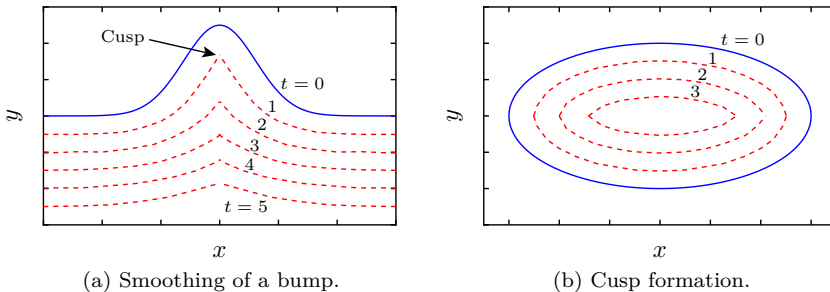 Cusp
t = 0
1
2
3
4
t = 5
y
x
(a) Smoothing of a bump.
t = 0
1
2
3
y
x
(b) Cusp formation.